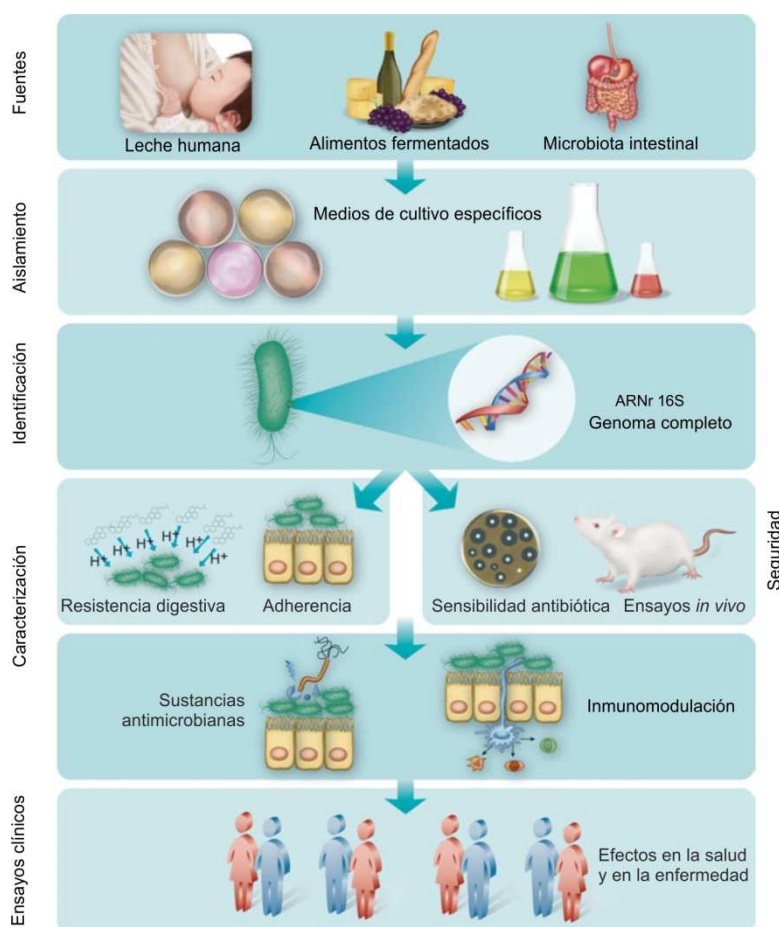 Fuentes
Leche humana
Alimentos fermentados
Microbiota intestinal
Aislamiento
Medios de cultivo específicos
Identificación
ARNr 16S
Genoma completo
Caracterización
H+ H+ H+ H+ H+
Resistencia digestiva
Adherencia
Sensibilidad antibiótica
Ensayos in vivo
Seguridad
Sustancias
antimicrobianas
Inmunomodulación
Ensayos clínicos
Efectos en la salud
y en la enfermedad